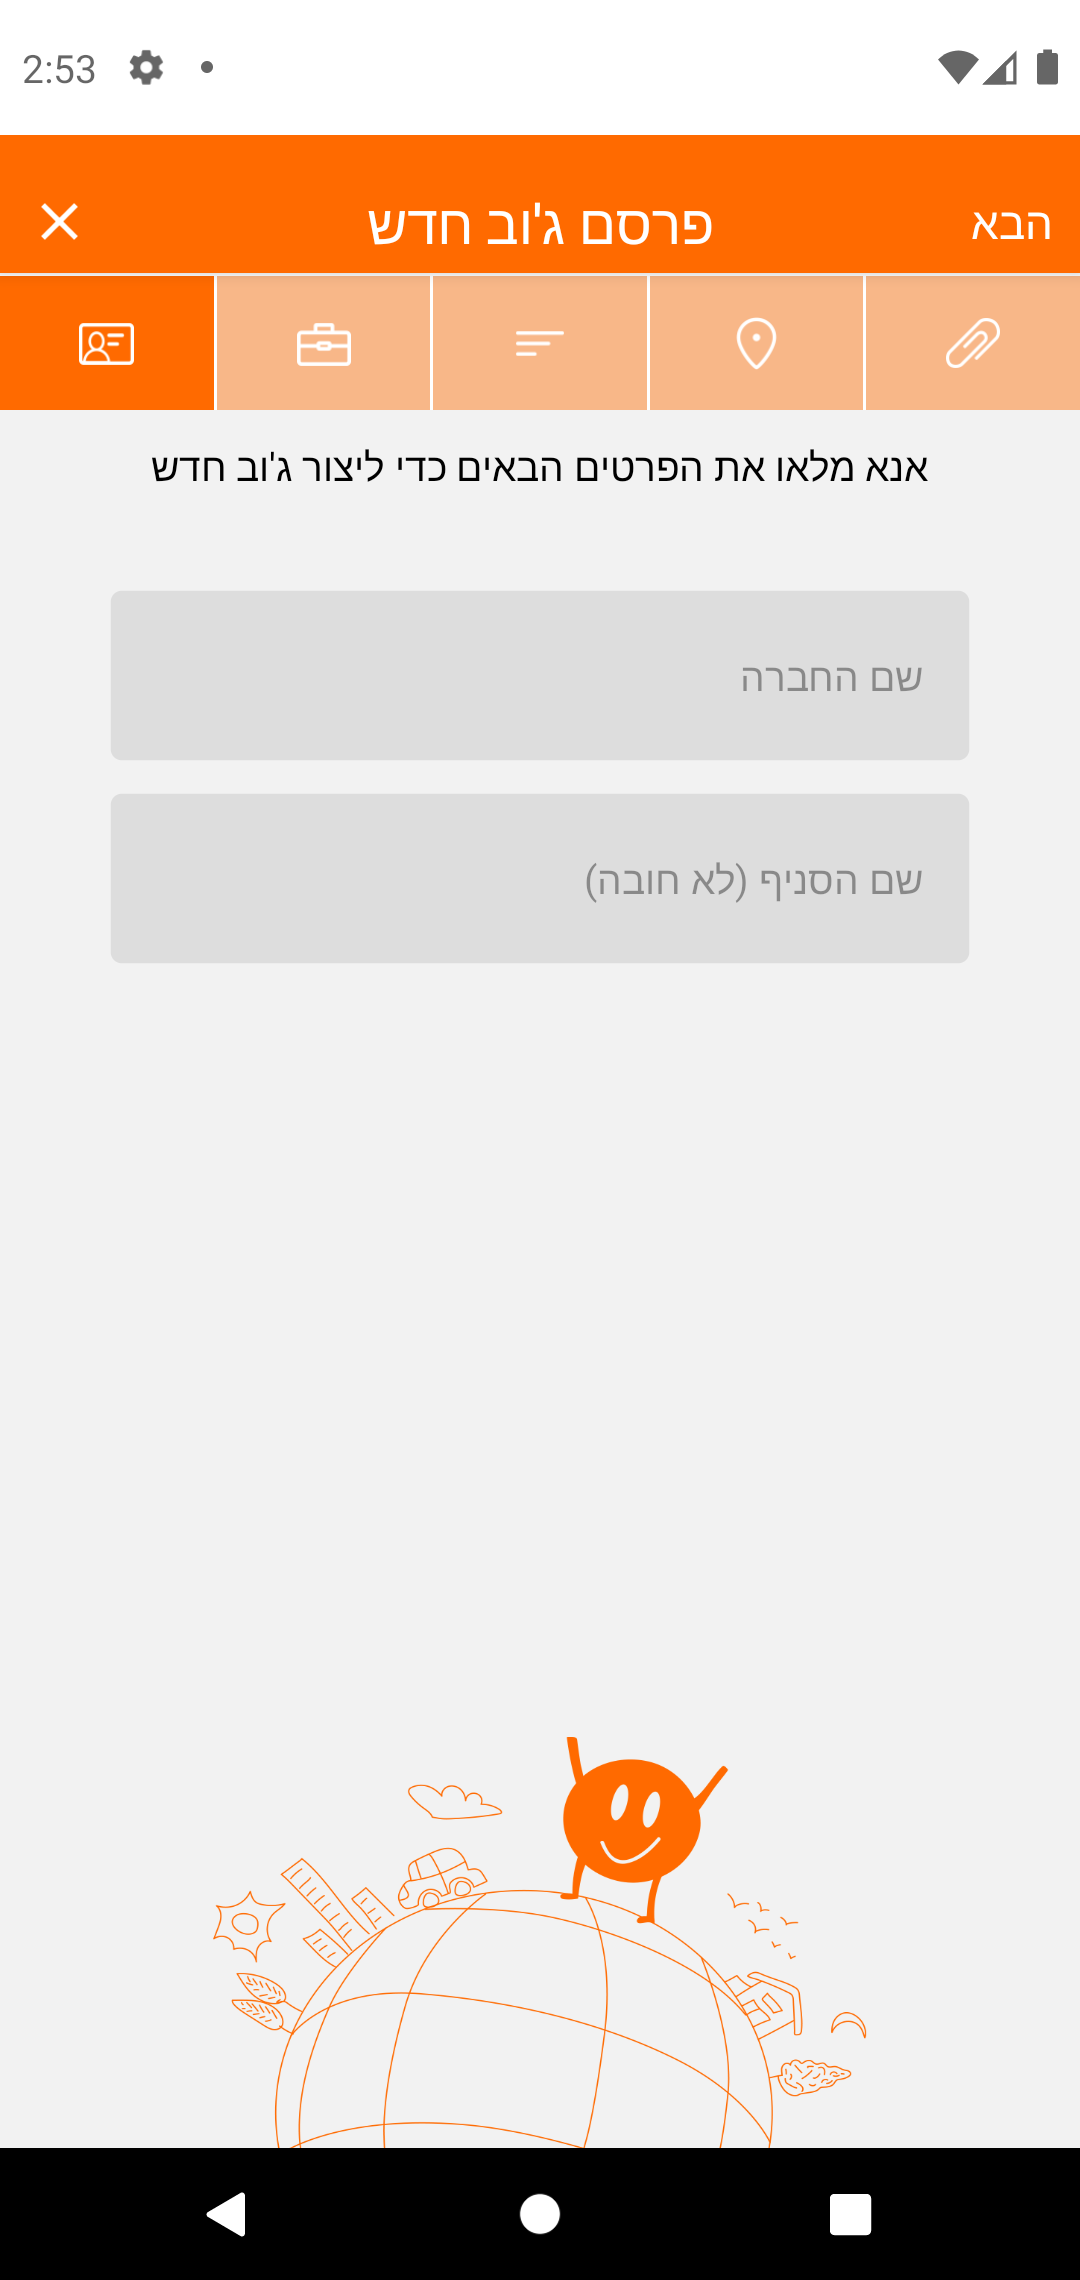 2:53
פרסם ג'וב חדש
הבא
אנא מלאו את הפרטים הבאים כדי ליצור ג'וב חדש
שם החברה
שם הסניף (לא חובה)